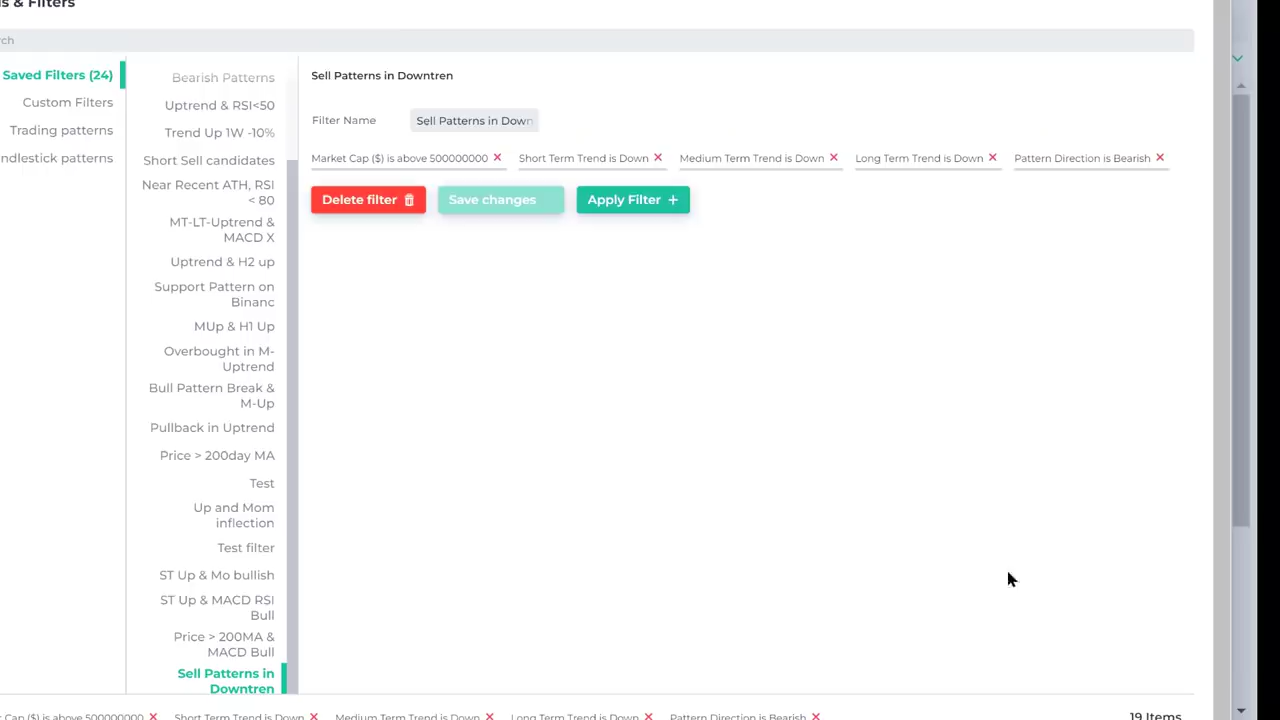 & Filters
rch
Saved Filters (24)
Custom Filters
Trading patterns
ndlestick patterns
Bearish Patterns
Uptrend & RSI<50
Trend Up 1W -10%
Short Sell candidates
Near Recent ATH, RSI
< 80
MT-LT-Uptrend &
MACD X
Uptrend & H2 up
Support Pattern on
Binanc
MUp & H1 Up
Overbought in M-
Uptrend
Bull Pattern Break &
M-Up
Pullback in Uptrend
Price > 200day MA
Test
Up and Mom
inflection
Test filter
ST Up & Mo bullish
ST Up & MACD RSI
Bull
Price > 200MA &
MACD Bull
Sell Patterns in
Downtren
Sell Patterns in Downtren
Filter Name
Sell Patterns in Down
Market Cap ($) is above 500000000 × Short Term Trend is Down × Medium Term Trend is Down × Long Term Trend is Down × Pattern Direction is Bearish ×
Delete filter Save changes Apply Filter +
Cap ($) is above 500000000 × Short Term Trend is Down × Medium Term Trend is Down × Long Term Trend is Down × Pattern Direction is Bearish ×
19 Items